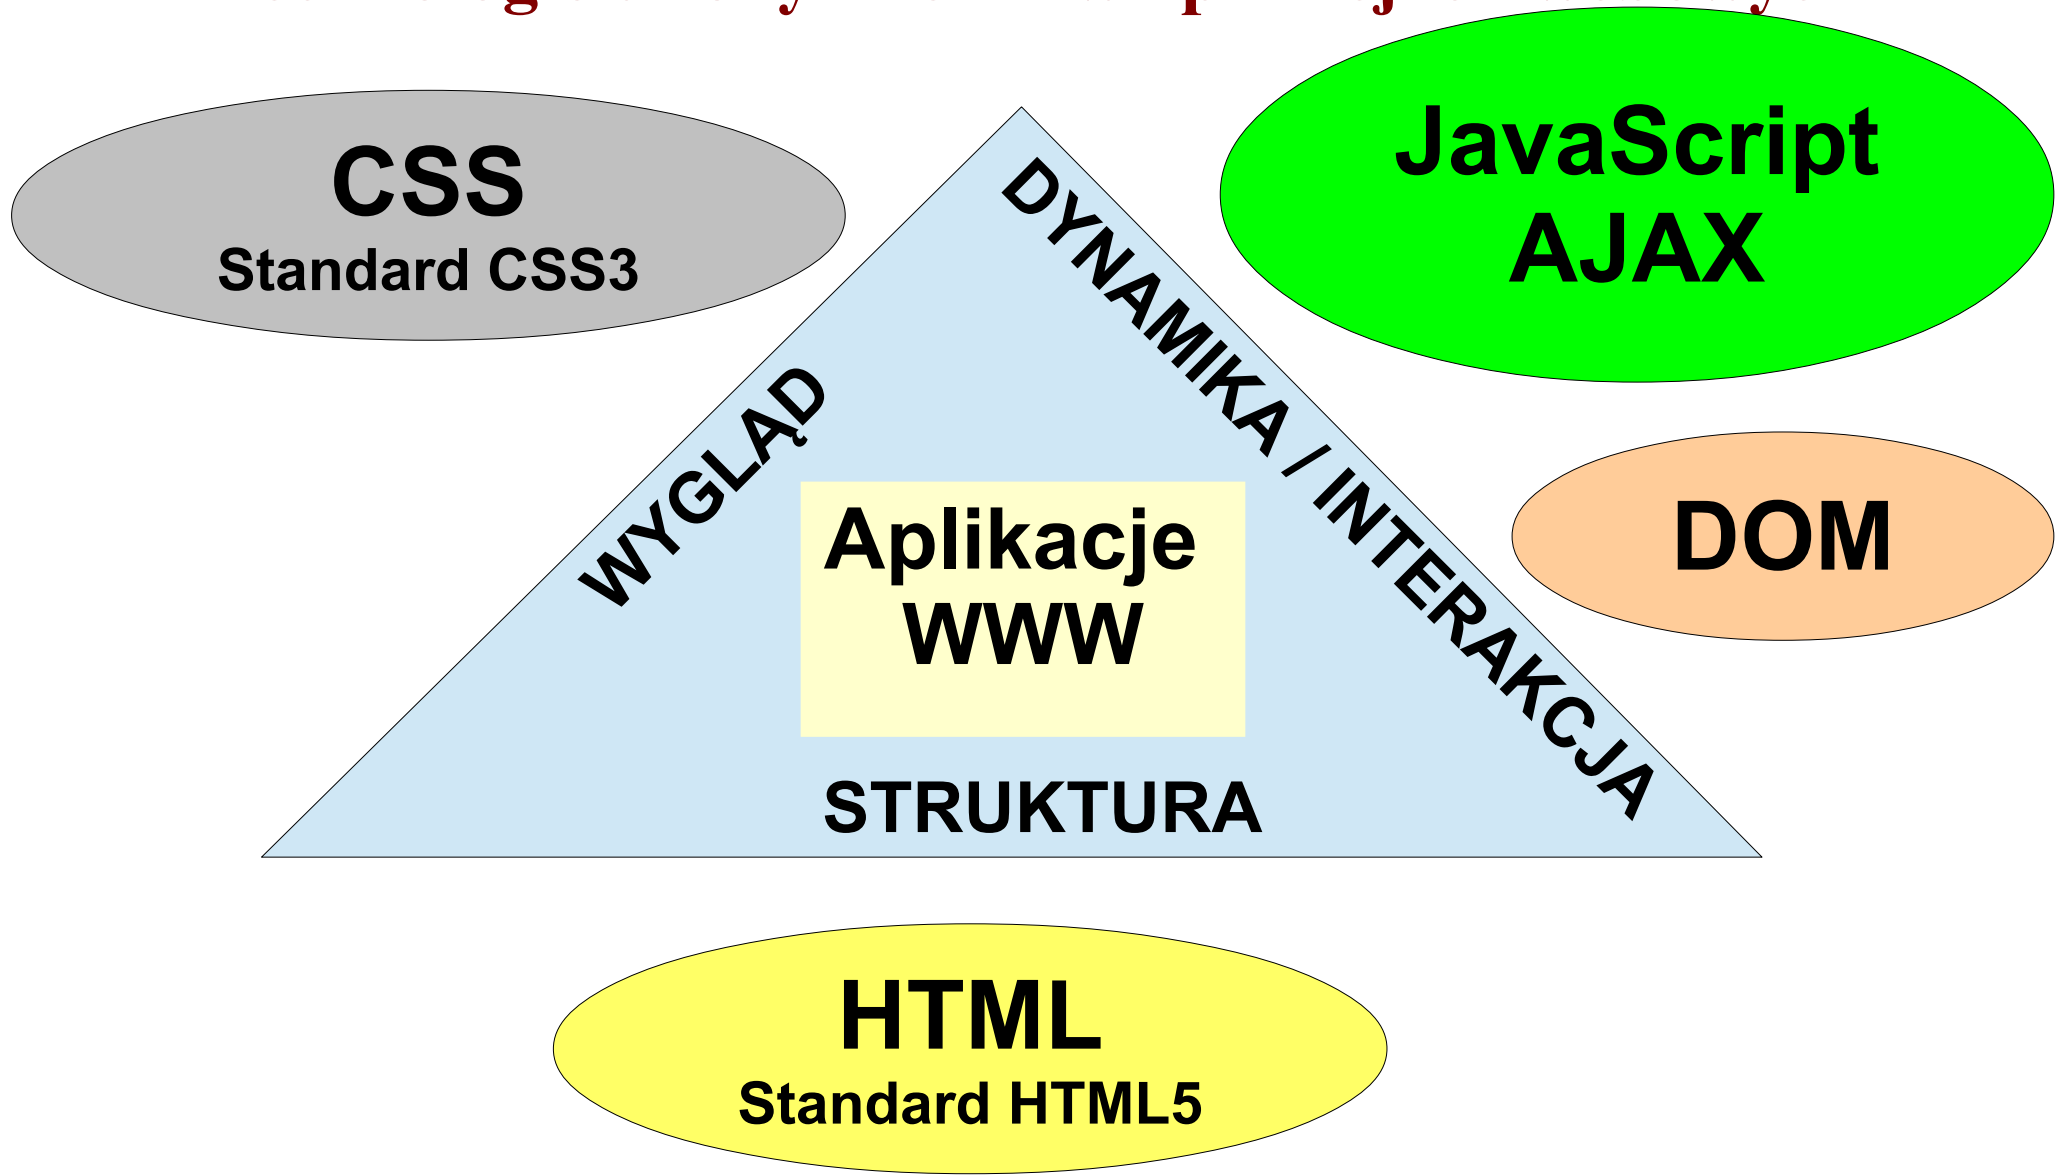 CSS
Standard CSS3
JavaScript
AJAX
DYNAMIKA / INTERAKCJA
WYGLĄD
DOM
Aplikacje
WWW
STRUKTURA
HTML
Standard HTML5